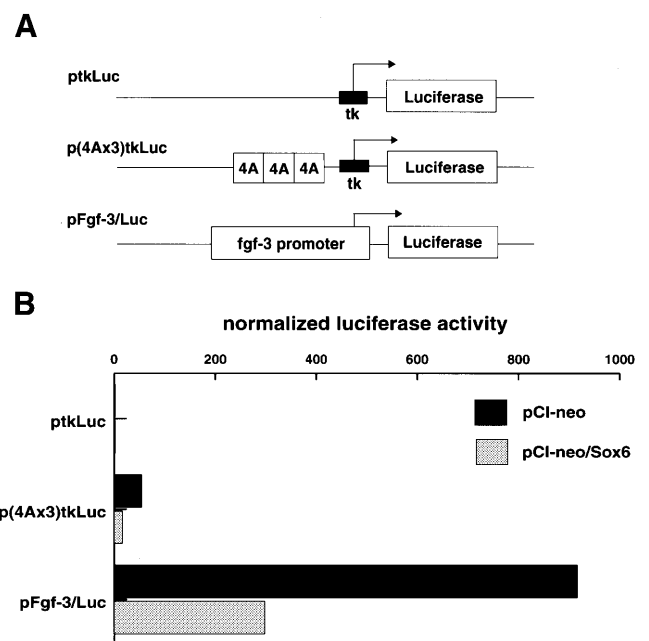 A
ptkLuc
Luciferase
tk
p(4Ax3)tkLuc
4A 4A 4A
Luciferase
tk
pFgf-3/Luc
fgf-3 promoter
Luciferase
B
normalized luciferase activity
0 200 400 600 800 1000
pCI-neo
pCI-neo/Sox6
ptkLuc
p(4Ax3)tkLuc
pFgf-3/Luc